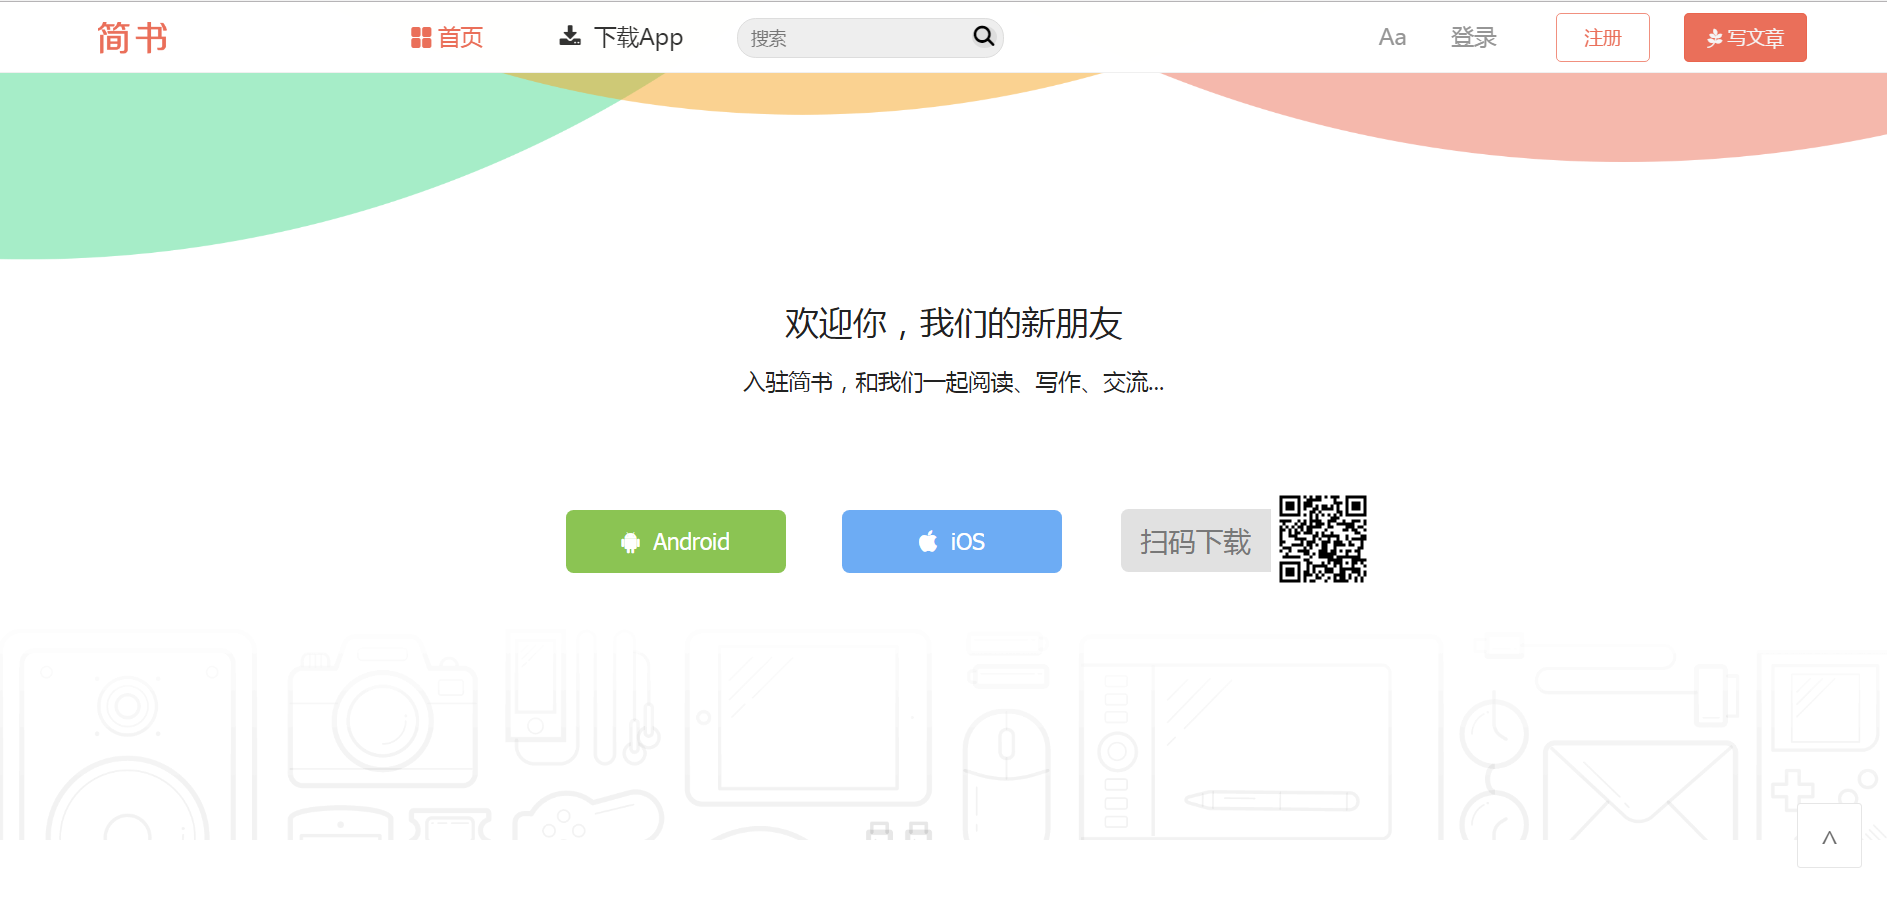 简书 首页 下载App 搜索 Aa 登录 注册 写文章
欢迎你，我们的新朋友
入驻简书，和我们一起阅读、写作、交流...
Android iOS 扫码下载